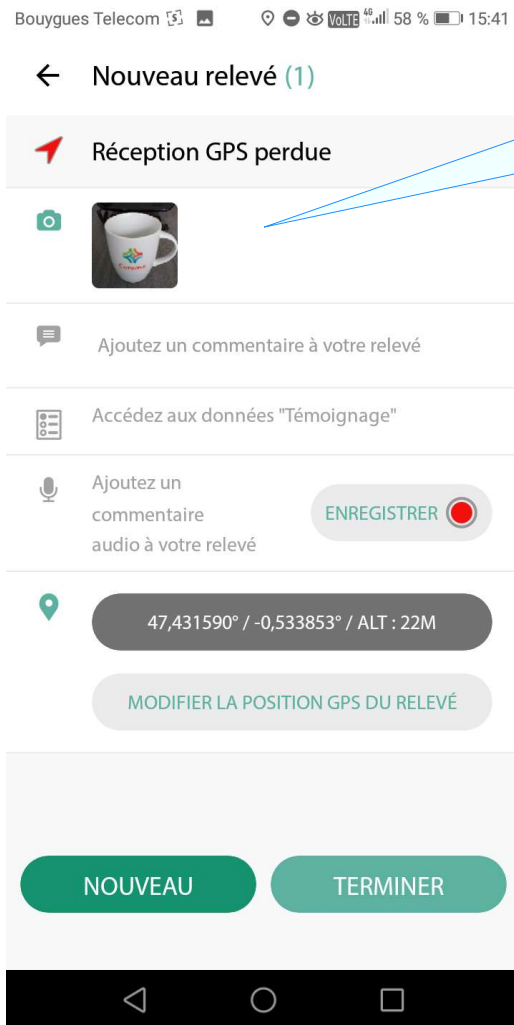 Bouygues Telecom 58 % 15:41
Nouveau relevé (1)
Réception GPS perdue
Ajoutez un commentaire à votre relevé
Accédez aux données "Témoignage"
Ajoutez un
commentaire
audio à votre relevé
ENREGISTRER
47,431590° / -0,533853° / ALT : 22M
MODIFIER LA POSITION GPS DU RELEVÉ
NOUVEAU
TERMINER